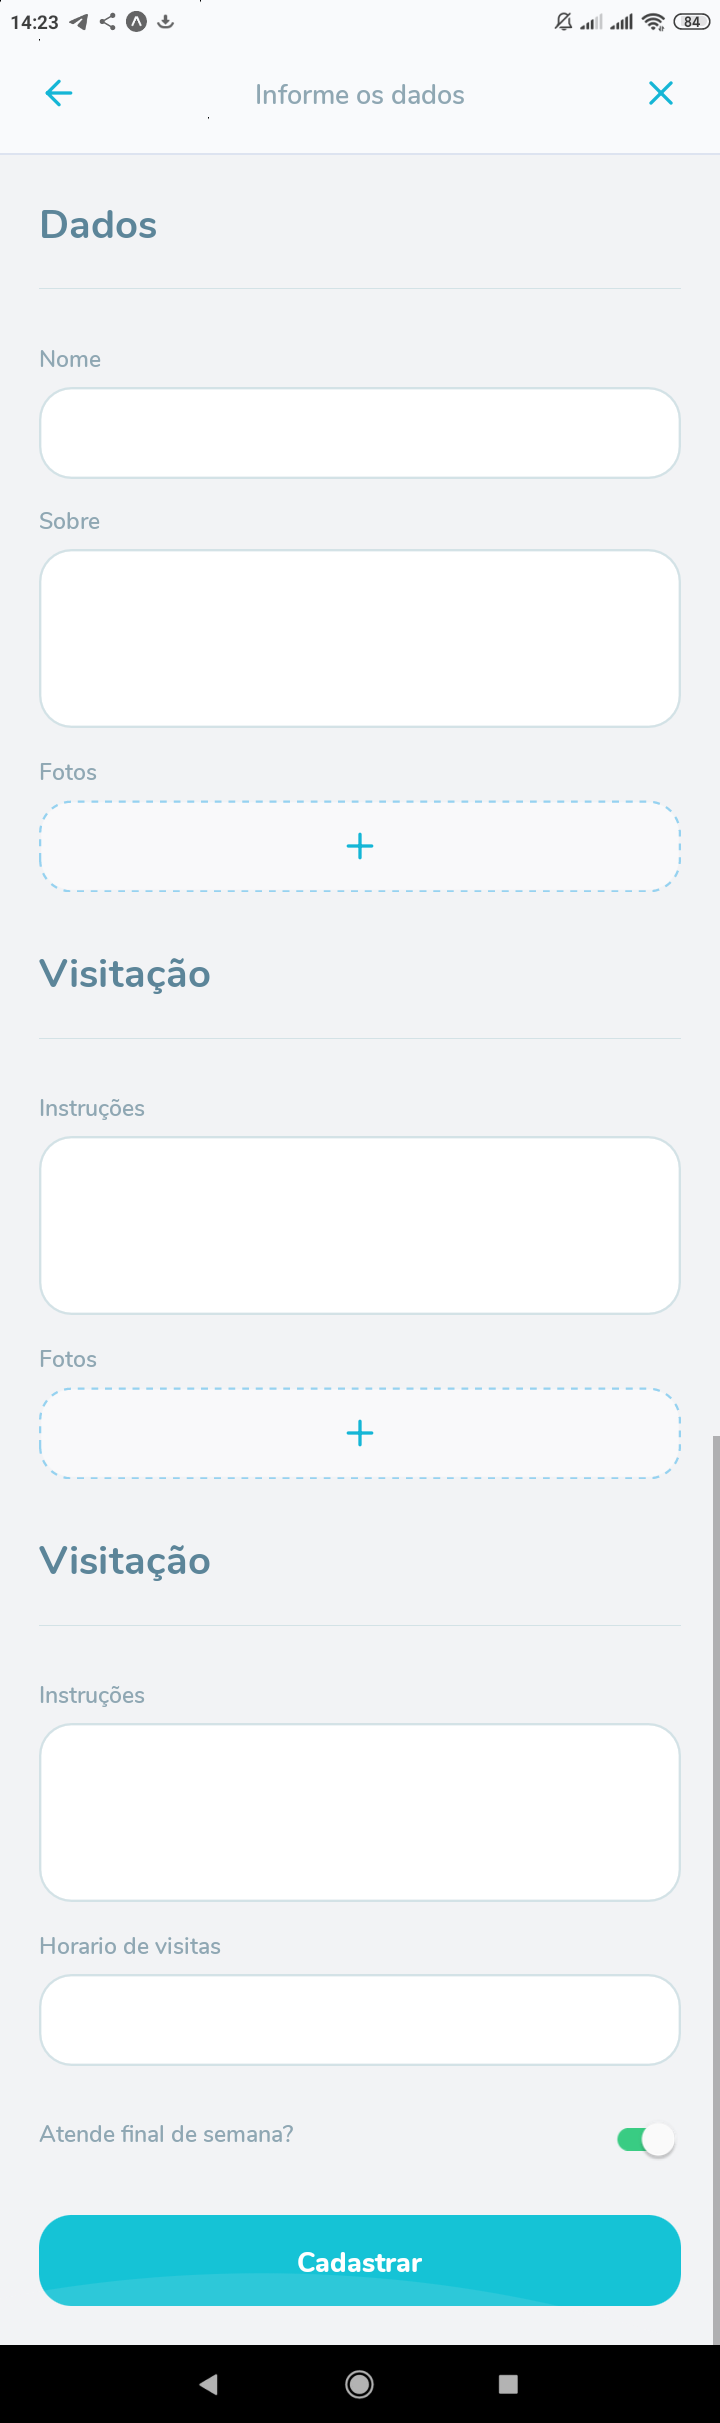 14:23
84
Informe os dados
Dados
Nome
Sobre
Fotos
Visitação
Instruções
Fotos
Visitação
Instruções
Horario de visitas
Atende final de semana?
Cadastrar